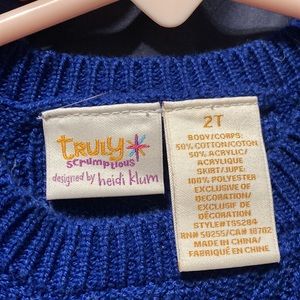 truly
scrumptious
designed by heidi klum
2T
BODY/CORPS:
50% COTTON/COTON
50% ACRYLIC/
ACRYLIQUE
SKIRT/JUPE:
100% POLYESTER
EXCLUSIVE OF
DECORATION/
EXCLUSIF DE
DÉCORATION
STYLE#TS5284
RN# 50255/CA# 18702
MADE IN CHINA/
FABRIQUÉ EN CHINE